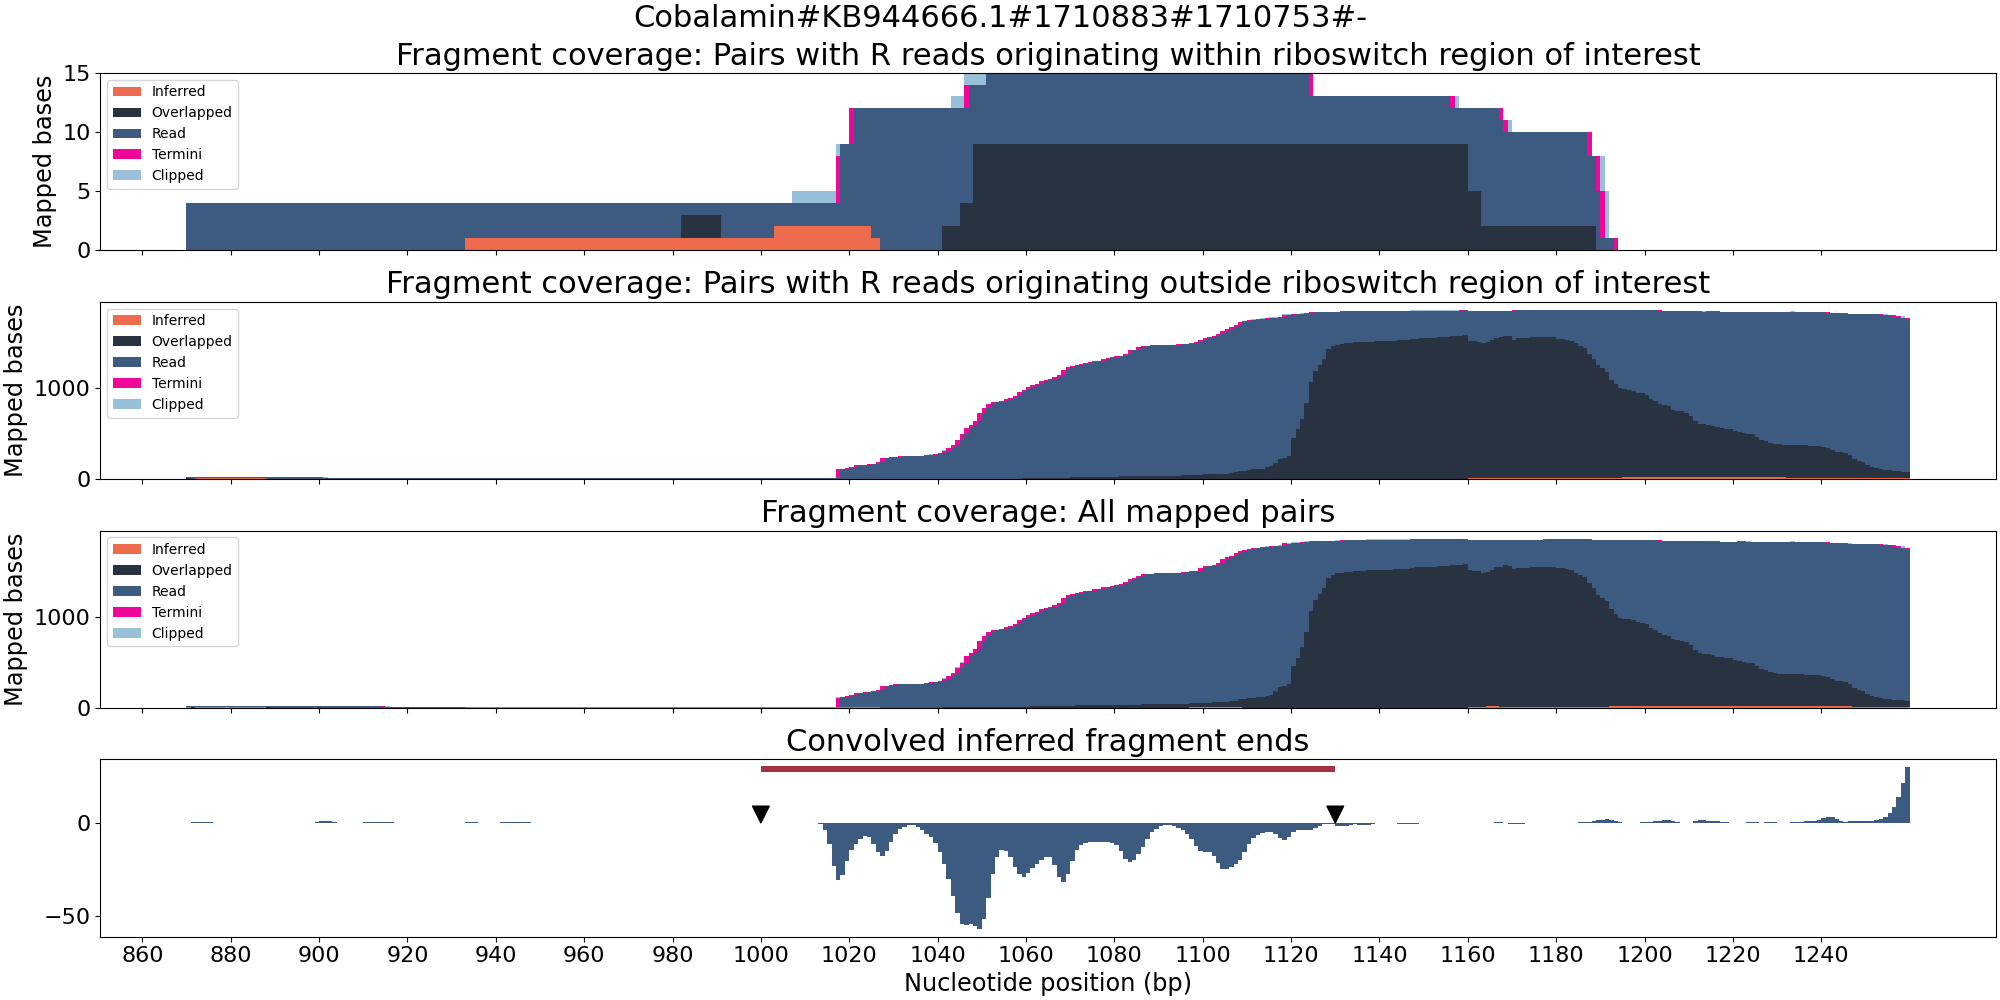 Cobalamin#KB944666.1#1710883#1710753#-
Fragment coverage: Pairs with R reads originating within riboswitch region of interest
Mapped bases
15
10
5
0
Inferred
Overlapped
Read
Termini
Clipped
Fragment coverage: Pairs with R reads originating outside riboswitch region of interest
Mapped bases
1000
0
Inferred
Overlapped
Read
Termini
Clipped
Fragment coverage: All mapped pairs
Mapped bases
1000
0
Inferred
Overlapped
Read
Termini
Clipped
Convolved inferred fragment ends
0
−50
860 880 900 920 940 960 980 1000 1020 1040 1060 1080 1100 1120 1140 1160 1180 1200 1220 1240
Nucleotide position (bp)